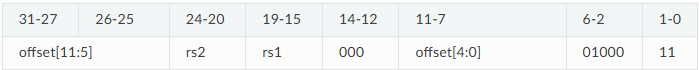 31-27 26-25 24-20 19-15 14-12 11-7 6-2 1-0
offset[11:5] rs2 rs1 000 offset[4:0] 01000 11